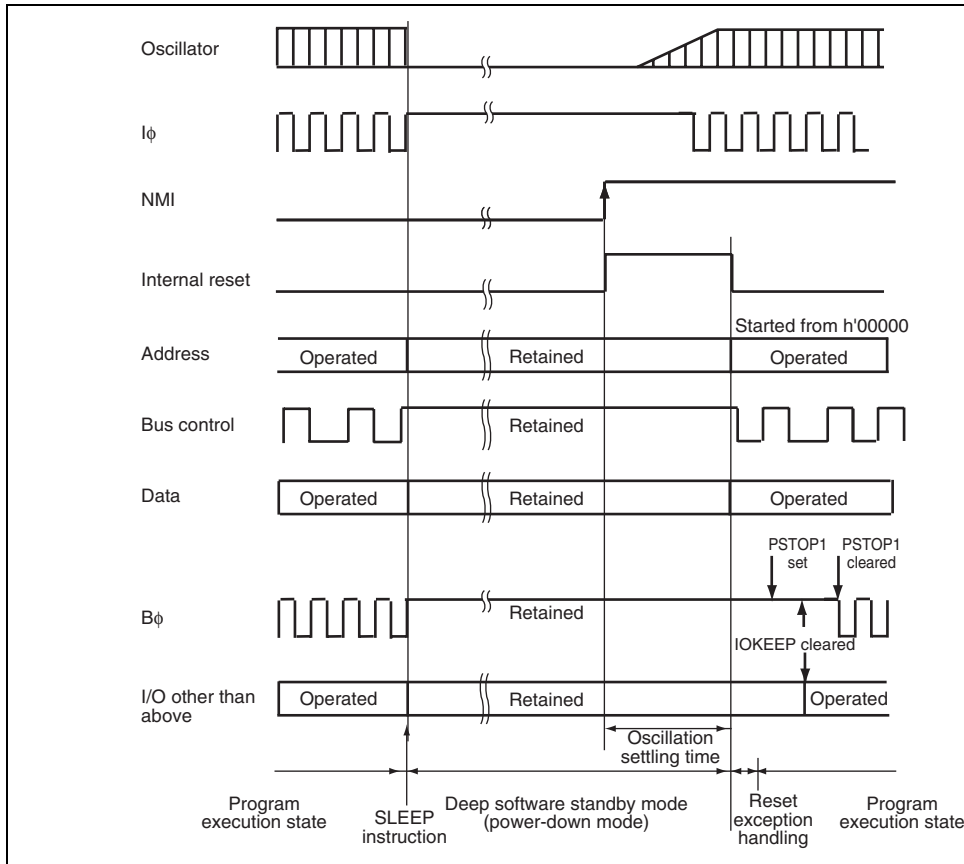 Oscillator
Iϕ
NMI
Internal reset
Started from h'00000
Address
Operated
Retained
Operated
Bus control
Retained
Data
Operated
Retained
Operated
PSTOP1
set
PSTOP1
cleared
Bϕ
Retained
IOKEEP cleared
I/O other than
above
Operated
Retained
Operated
Oscillation
settling time
Program
execution state
SLEEP
instruction
Deep software standby mode
(power-down mode)
Reset
exception
handling
Program
execution state